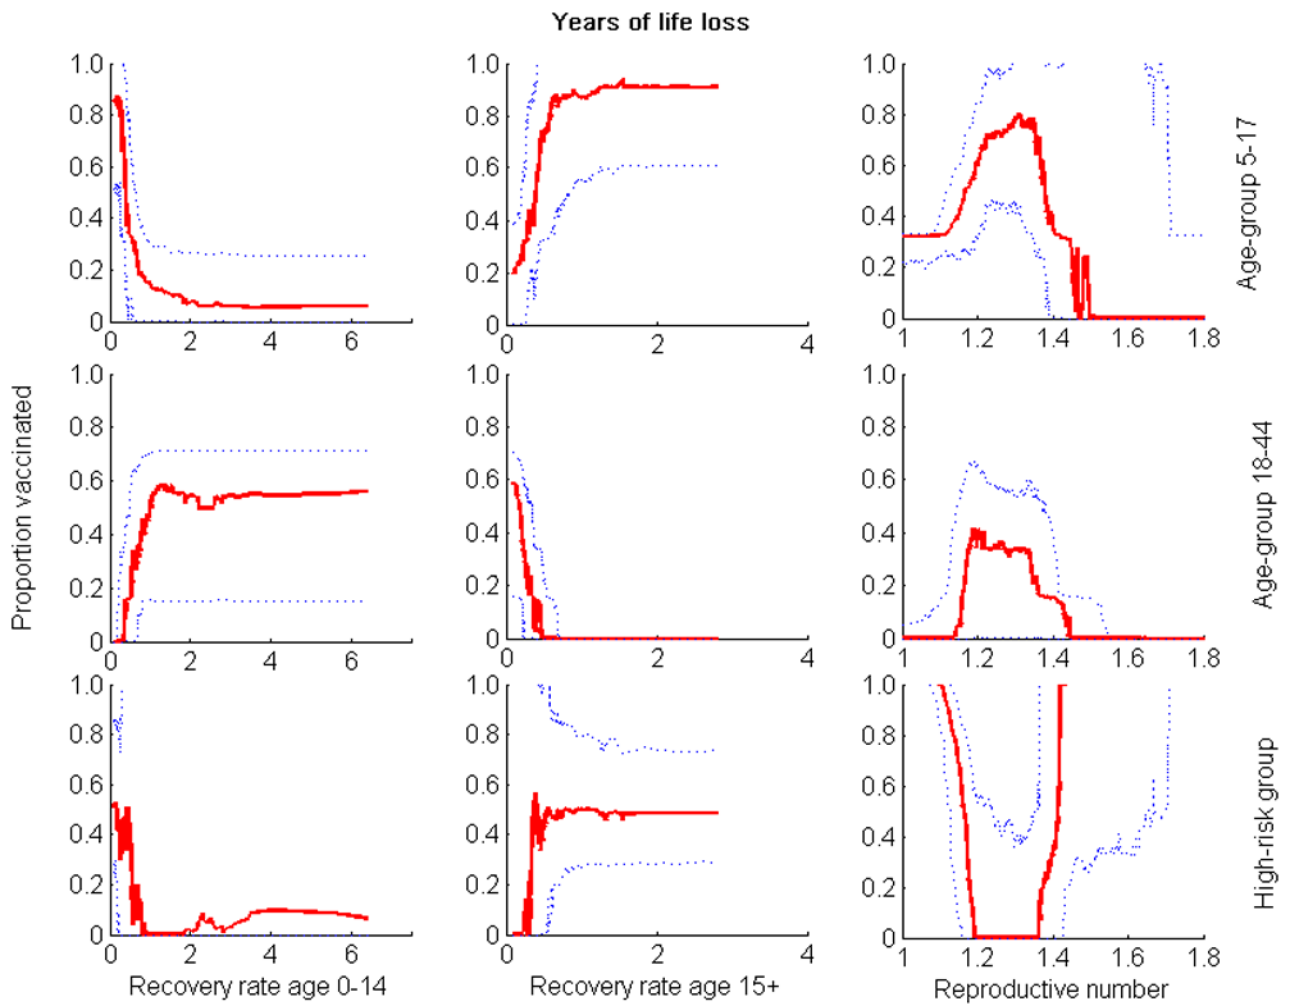 Years of life loss
1.0 0.8 0.6 0.4 0.2 0
0 2 4 6
1.0 0.8 0.6 0.4 0.2 0
0 2 4
1.0 0.8 0.6 0.4 0.2 0
1 1.2 1.4 1.6 1.8
Age-group 5-17
Proportion vaccinated
1.0 0.8 0.6 0.4 0.2 0
0 2 4 6
1.0 0.8 0.6 0.4 0.2 0
0 2 4
1.0 0.8 0.6 0.4 0.2 0
1 1.2 1.4 1.6 1.8
Age-group 18-44
1.0 0.8 0.6 0.4 0.2 0
0 2 4 6
Recovery rate age 0-14
1.0 0.8 0.6 0.4 0.2 0
0 2 4
Recovery rate age 15+
1.0 0.8 0.6 0.4 0.2 0
1 1.2 1.4 1.6 1.8
Reproductive number
High-risk group